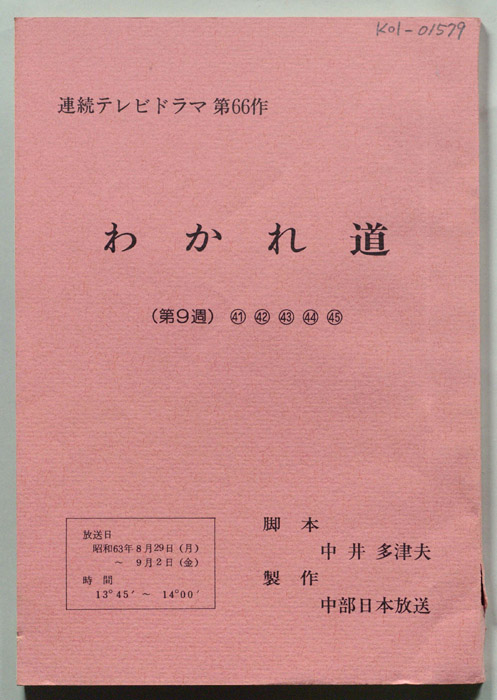 Kol-01579
連続テレビドラマ 第66作
わかれ道
(第9週) ㊶ ㊷ ㊸ ㊹ ㊺
放送日
昭和63年8月29日(月)
～ 9月2日(金)
時間
13°45′～ 14°00′
脚本
中井 多津夫
製作
中部日本放送